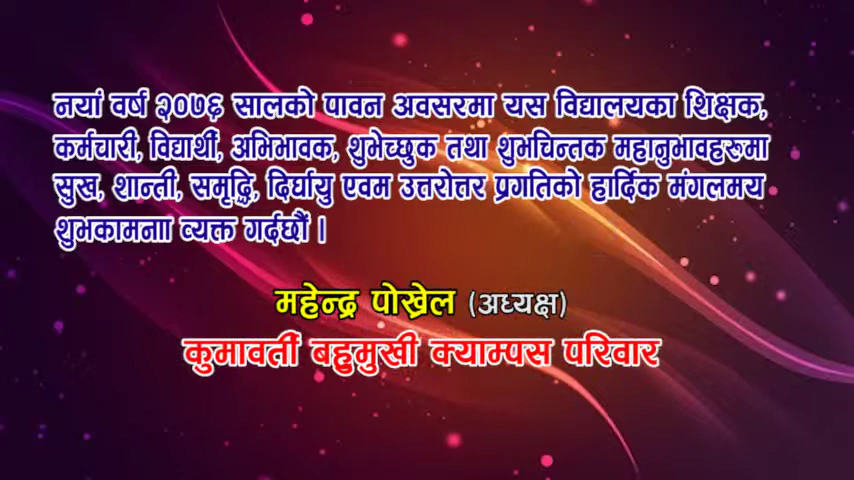 नयां वर्ष २०७६ सालको पावन अवसरमा यस विद्यालयका शिक्षक,
कर्मचारी, विद्यार्थी, अभिभावक, शुभेच्छुक तथा शुभचिन्तक महानुभावहरुमा
सुख, शान्ती, समृद्धि, दिर्घायु एवम उत्तरोत्तर प्रगतिको हार्दिक मंगलमय
शुभकामनाा व्यक्त गर्दछौं ।
महेन्द्र पोख्रेल (अध्यक्ष)
कुमावर्ती बहुमुखी क्याम्पस परिवार